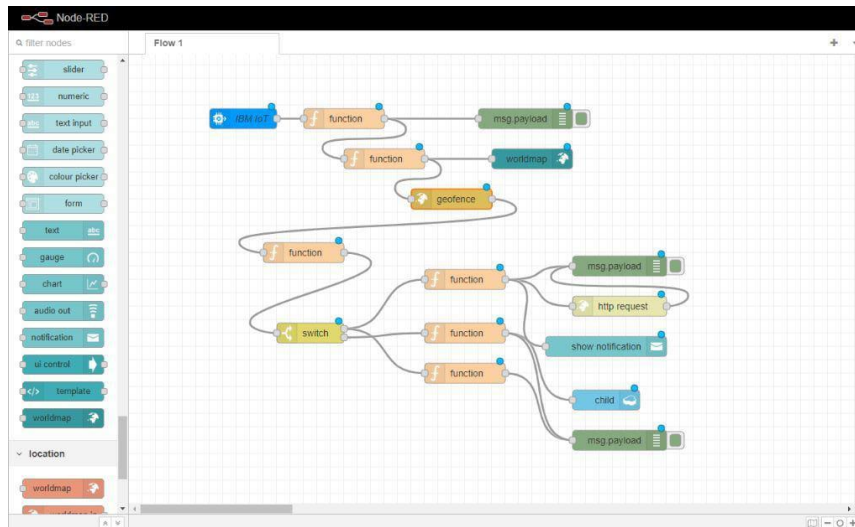 Node-RED
filter nodes
Flow 1
slider
numeric
text input
date picker
colour picker
form
text
gauge
chart
audio out
notification
ui control
template
worldmap
location
worldmap
IBM IoT
function
msg.payload
function
worldmap
geofence
function
function
msg.payload
http request
switch
function
show notification
function
child
msg.payload